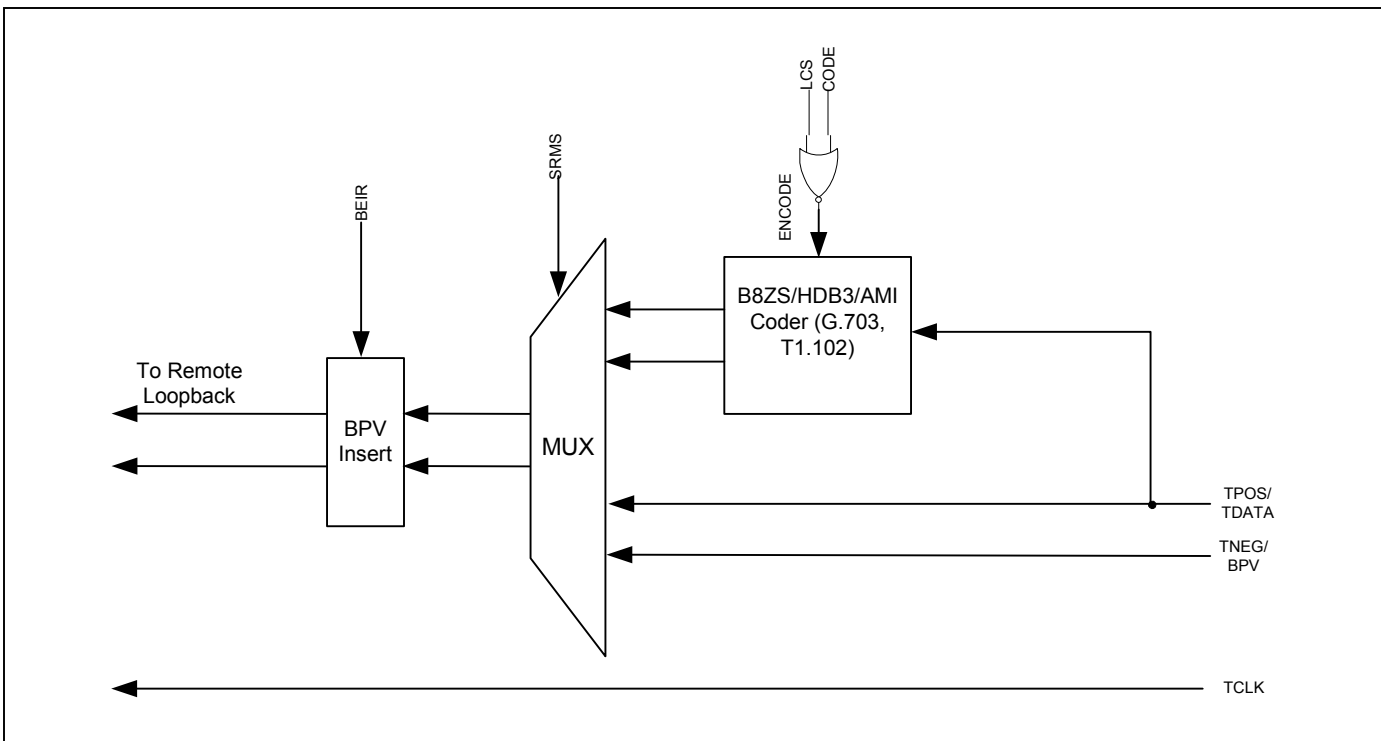 LCS
CODE
SRMS
BEIR
ENCODE
B8ZS/HDB3/AMI
Coder (G.703,
T1.102)
To Remote
Loopback
BPV
Insert
MUX
TPOS/
TDATA
TNEG/
BPV
TCLK